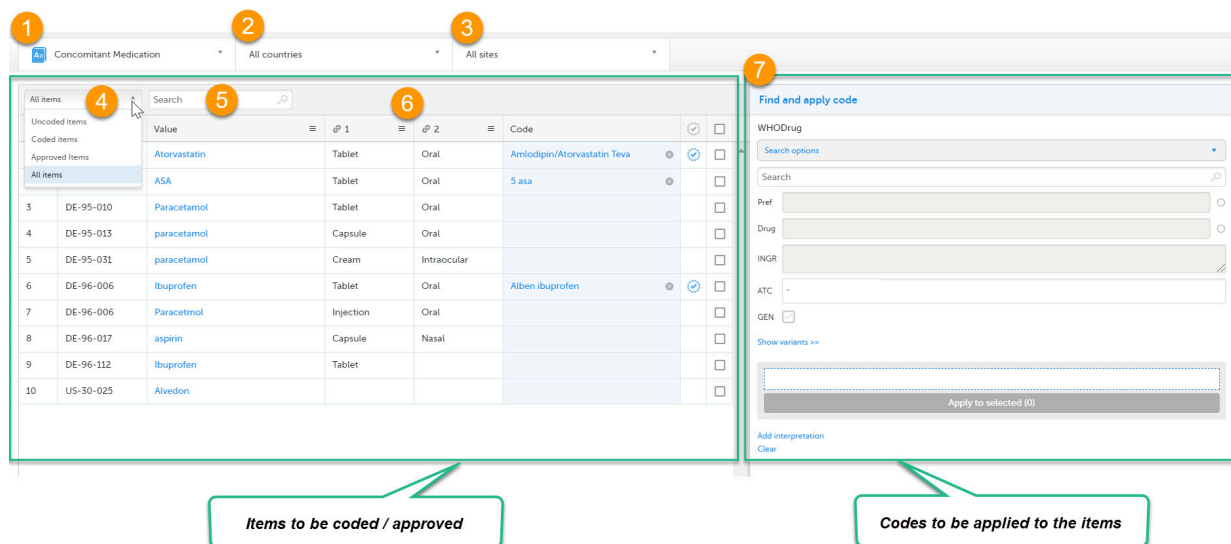 1 2 3
Aa Concomitant Medication All countries All sites
7
All items 4 Search 5 6
Uncoded items
Coded items
Approved Items
All items
Value 1 2 Code
Atorvastatin Tablet Oral Amlodipin/Atorvastatin Teva
ASA Tablet Oral 5 asa
3 DE-95-010 Paracetamol Tablet Oral
4 DE-95-013 paracetamol Capsule Oral
5 DE-95-031 paracetamol Cream Intraocular
6 DE-96-006 Ibuprofen Tablet Oral Alben ibuprofen
7 DE-96-006 Paracetmol Injection Oral
8 DE-96-017 aspirin Capsule Nasal
9 DE-96-112 Ibuprofen Tablet
10 US-30-025 Alvedon
Find and apply code
WHODrug
Search options
Search
Pref
Drug
INGR
ATC -
GEN
Show variants >>
Apply to selected (0)
Add interpretation
Clear
Items to be coded / approved
Codes to be applied to the items